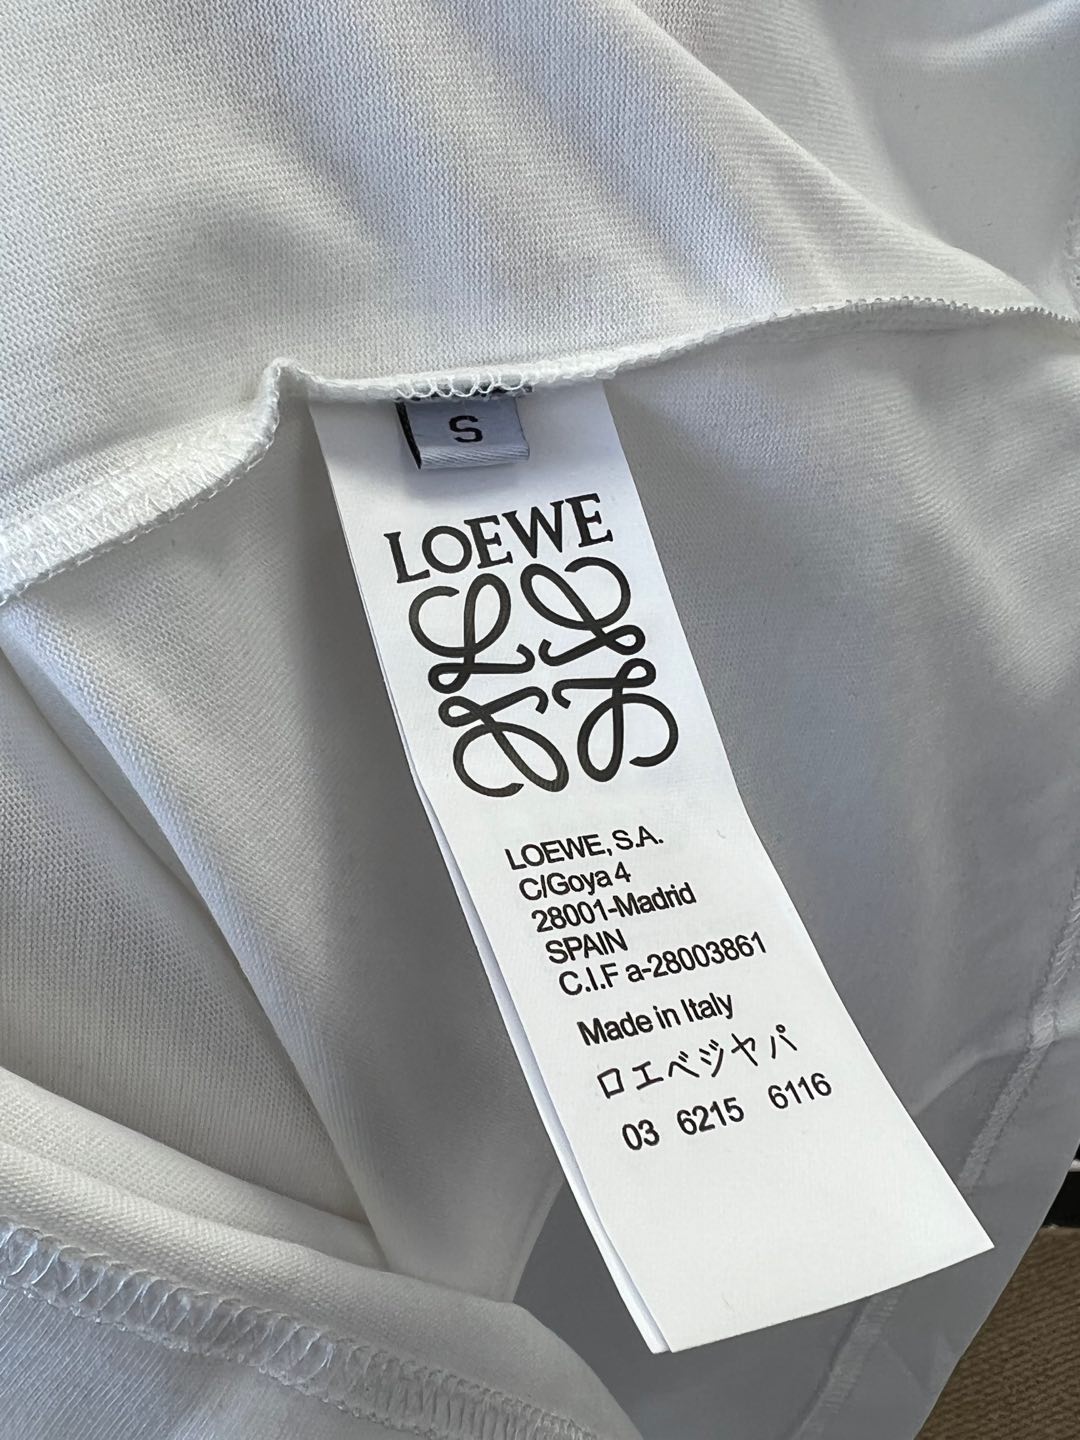 S
LOEWE
LOEWE, S.A.
C/Goya 4
28001-Madrid
SPAIN
C.I.F a-28003861
Made in Italy
ロエベジヤパ
03 6215 6116